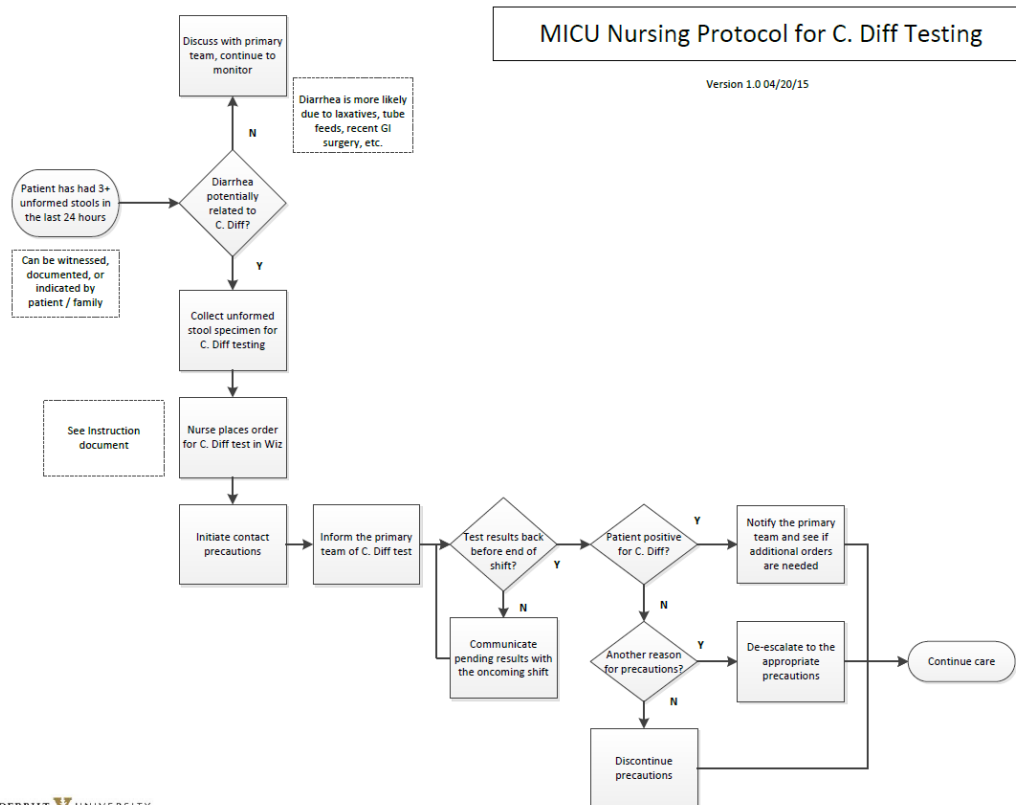 MICU Nursing Protocol for C. Diff Testing
Version 1.0 04/20/15
Discuss with primary
team, continue to
monitor
Diarrhea is more likely
due to laxatives, tube
feeds, recent GI
surgery, etc.
N
Patient has had 3+
unformed stools in
the last 24 hours
Diarrhea
potentially
related to
C. Diff?
Can be witnessed,
documented, or
indicated by
patient / family
Y
Collect unformed
stool specimen for
C. Diff testing
See Instruction
document
Nurse places order
for C. Diff test in Wiz
Initiate contact
precautions
Inform the primary
team of C. Diff test
Test results back
before end of
shift?
Y
Patient positive
for C. Diff?
Y
Notify the primary
team and see if
additional orders
are needed
N
Communicate
pending results with
the oncoming shift
N
Another reason
for precautions?
Y
De-escalate to the
appropriate
precautions
Continue care
N
Discontinue
precautions
UNIVERSITY